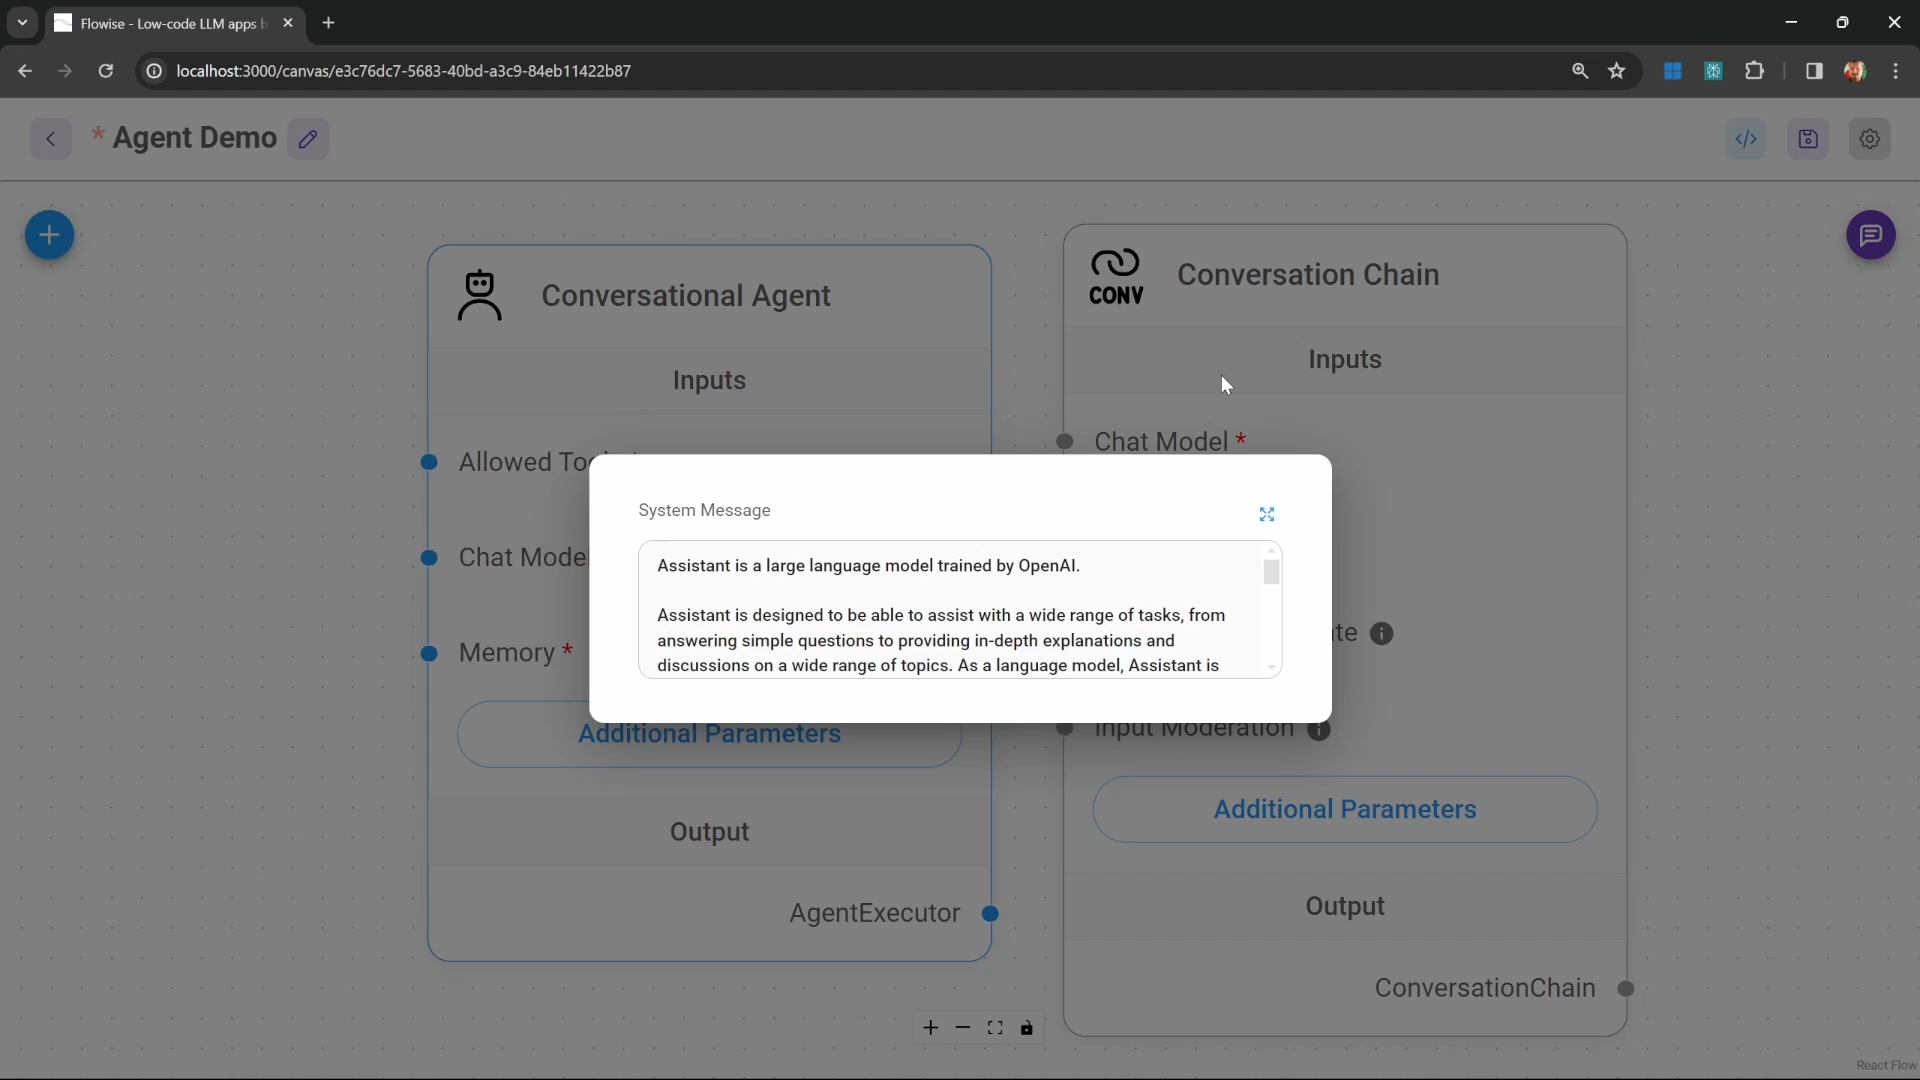 Flowise - Low-code LLM apps b
localhost:3000/canvas/e3c76dc7-5683-40bd-a3c9-84eb11422b87
* Agent Demo
Conversational Agent
Inputs
Allowed
Chat
Memory *
Additional Parameters
Output
AgentExecutor
CONV
Conversation Chain
Inputs
Chat Model *
Input Moderation
Additional Parameters
Output
ConversationChain
System Message
Assistant is a large language model trained by OpenAI.
Assistant is designed to be able to assist with a wide range of tasks, from
answering simple questions to providing in-depth explanations and
discussions on a wide range of topics. As a language model, Assistant is
React Flow